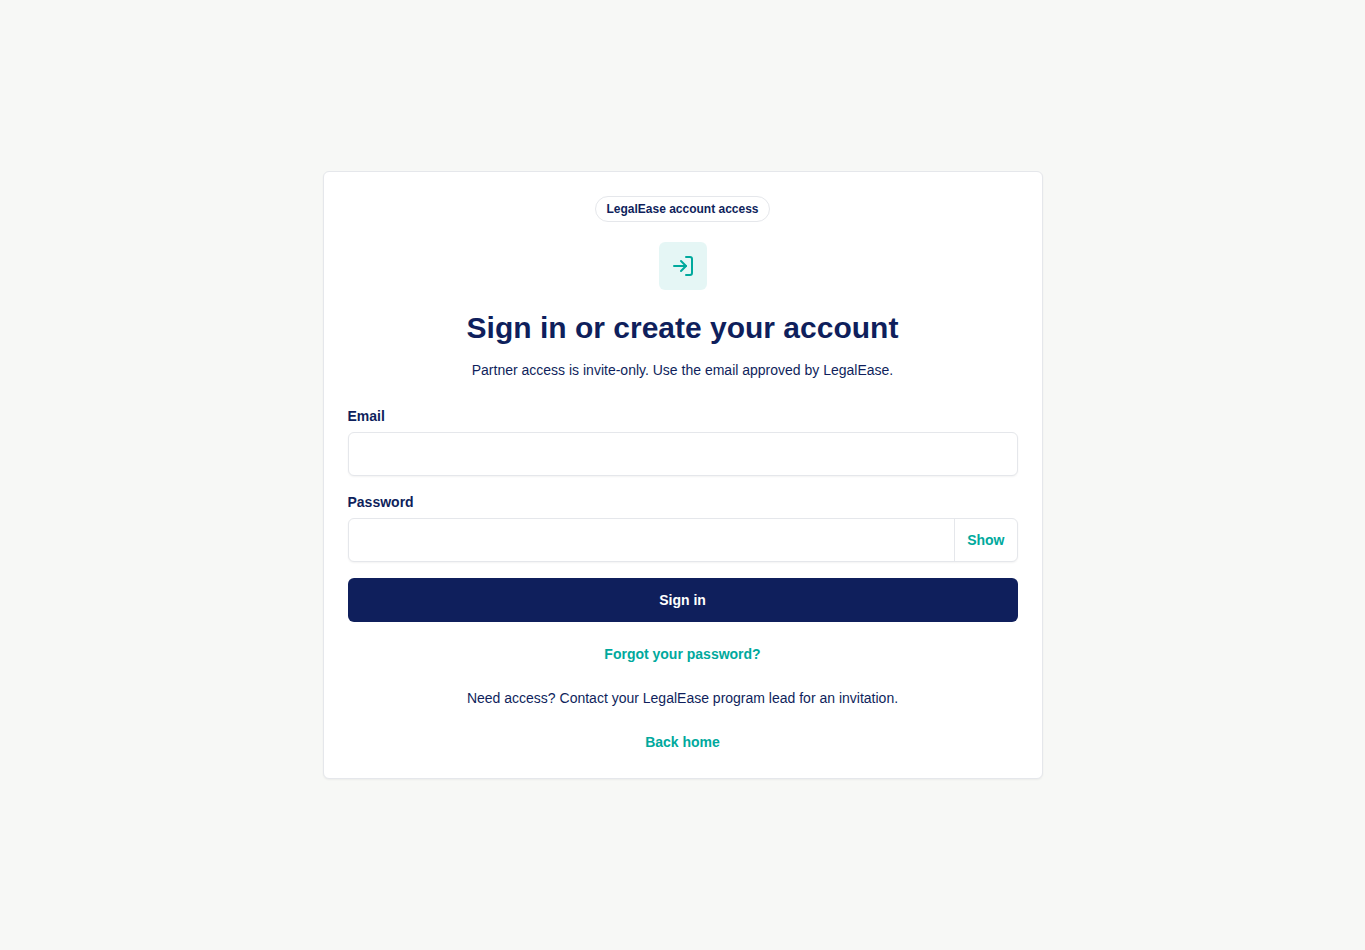 LegalEase account access
Sign in or create your account
Partner access is invite-only. Use the email approved by LegalEase.
Email
Password
Show
Sign in
Forgot your password?
Need access? Contact your LegalEase program lead for an invitation.
Back home